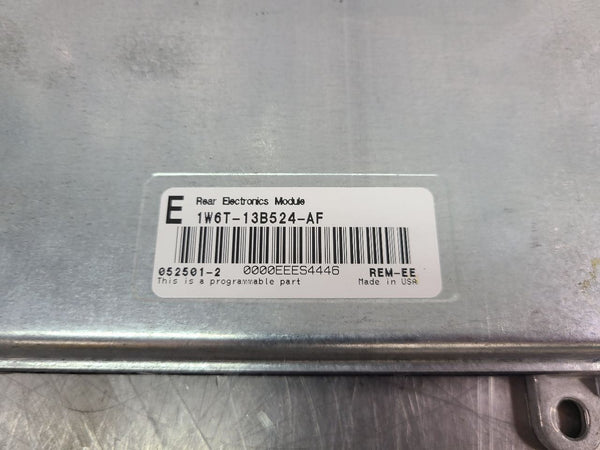 E
Rear Electronics Module
1W6T-13B524-AF
052501-2 0000EEES4446 REM-EE
This is a programmable part Made in USA